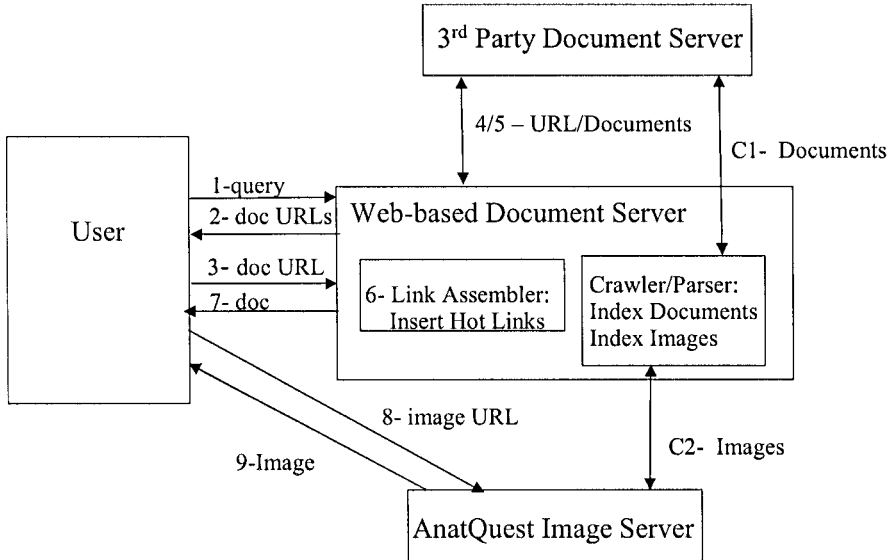 3rd Party Document Server
4/5 – URL/Documents
C1- Documents
User
1-query
2- doc URLs
3- doc URL
7- doc
Web-based Document Server
6- Link Assembler:
Insert Hot Links
Crawler/Parser:
Index Documents
Index Images
8- image URL
9-Image
C2- Images
AnatQuest Image Server